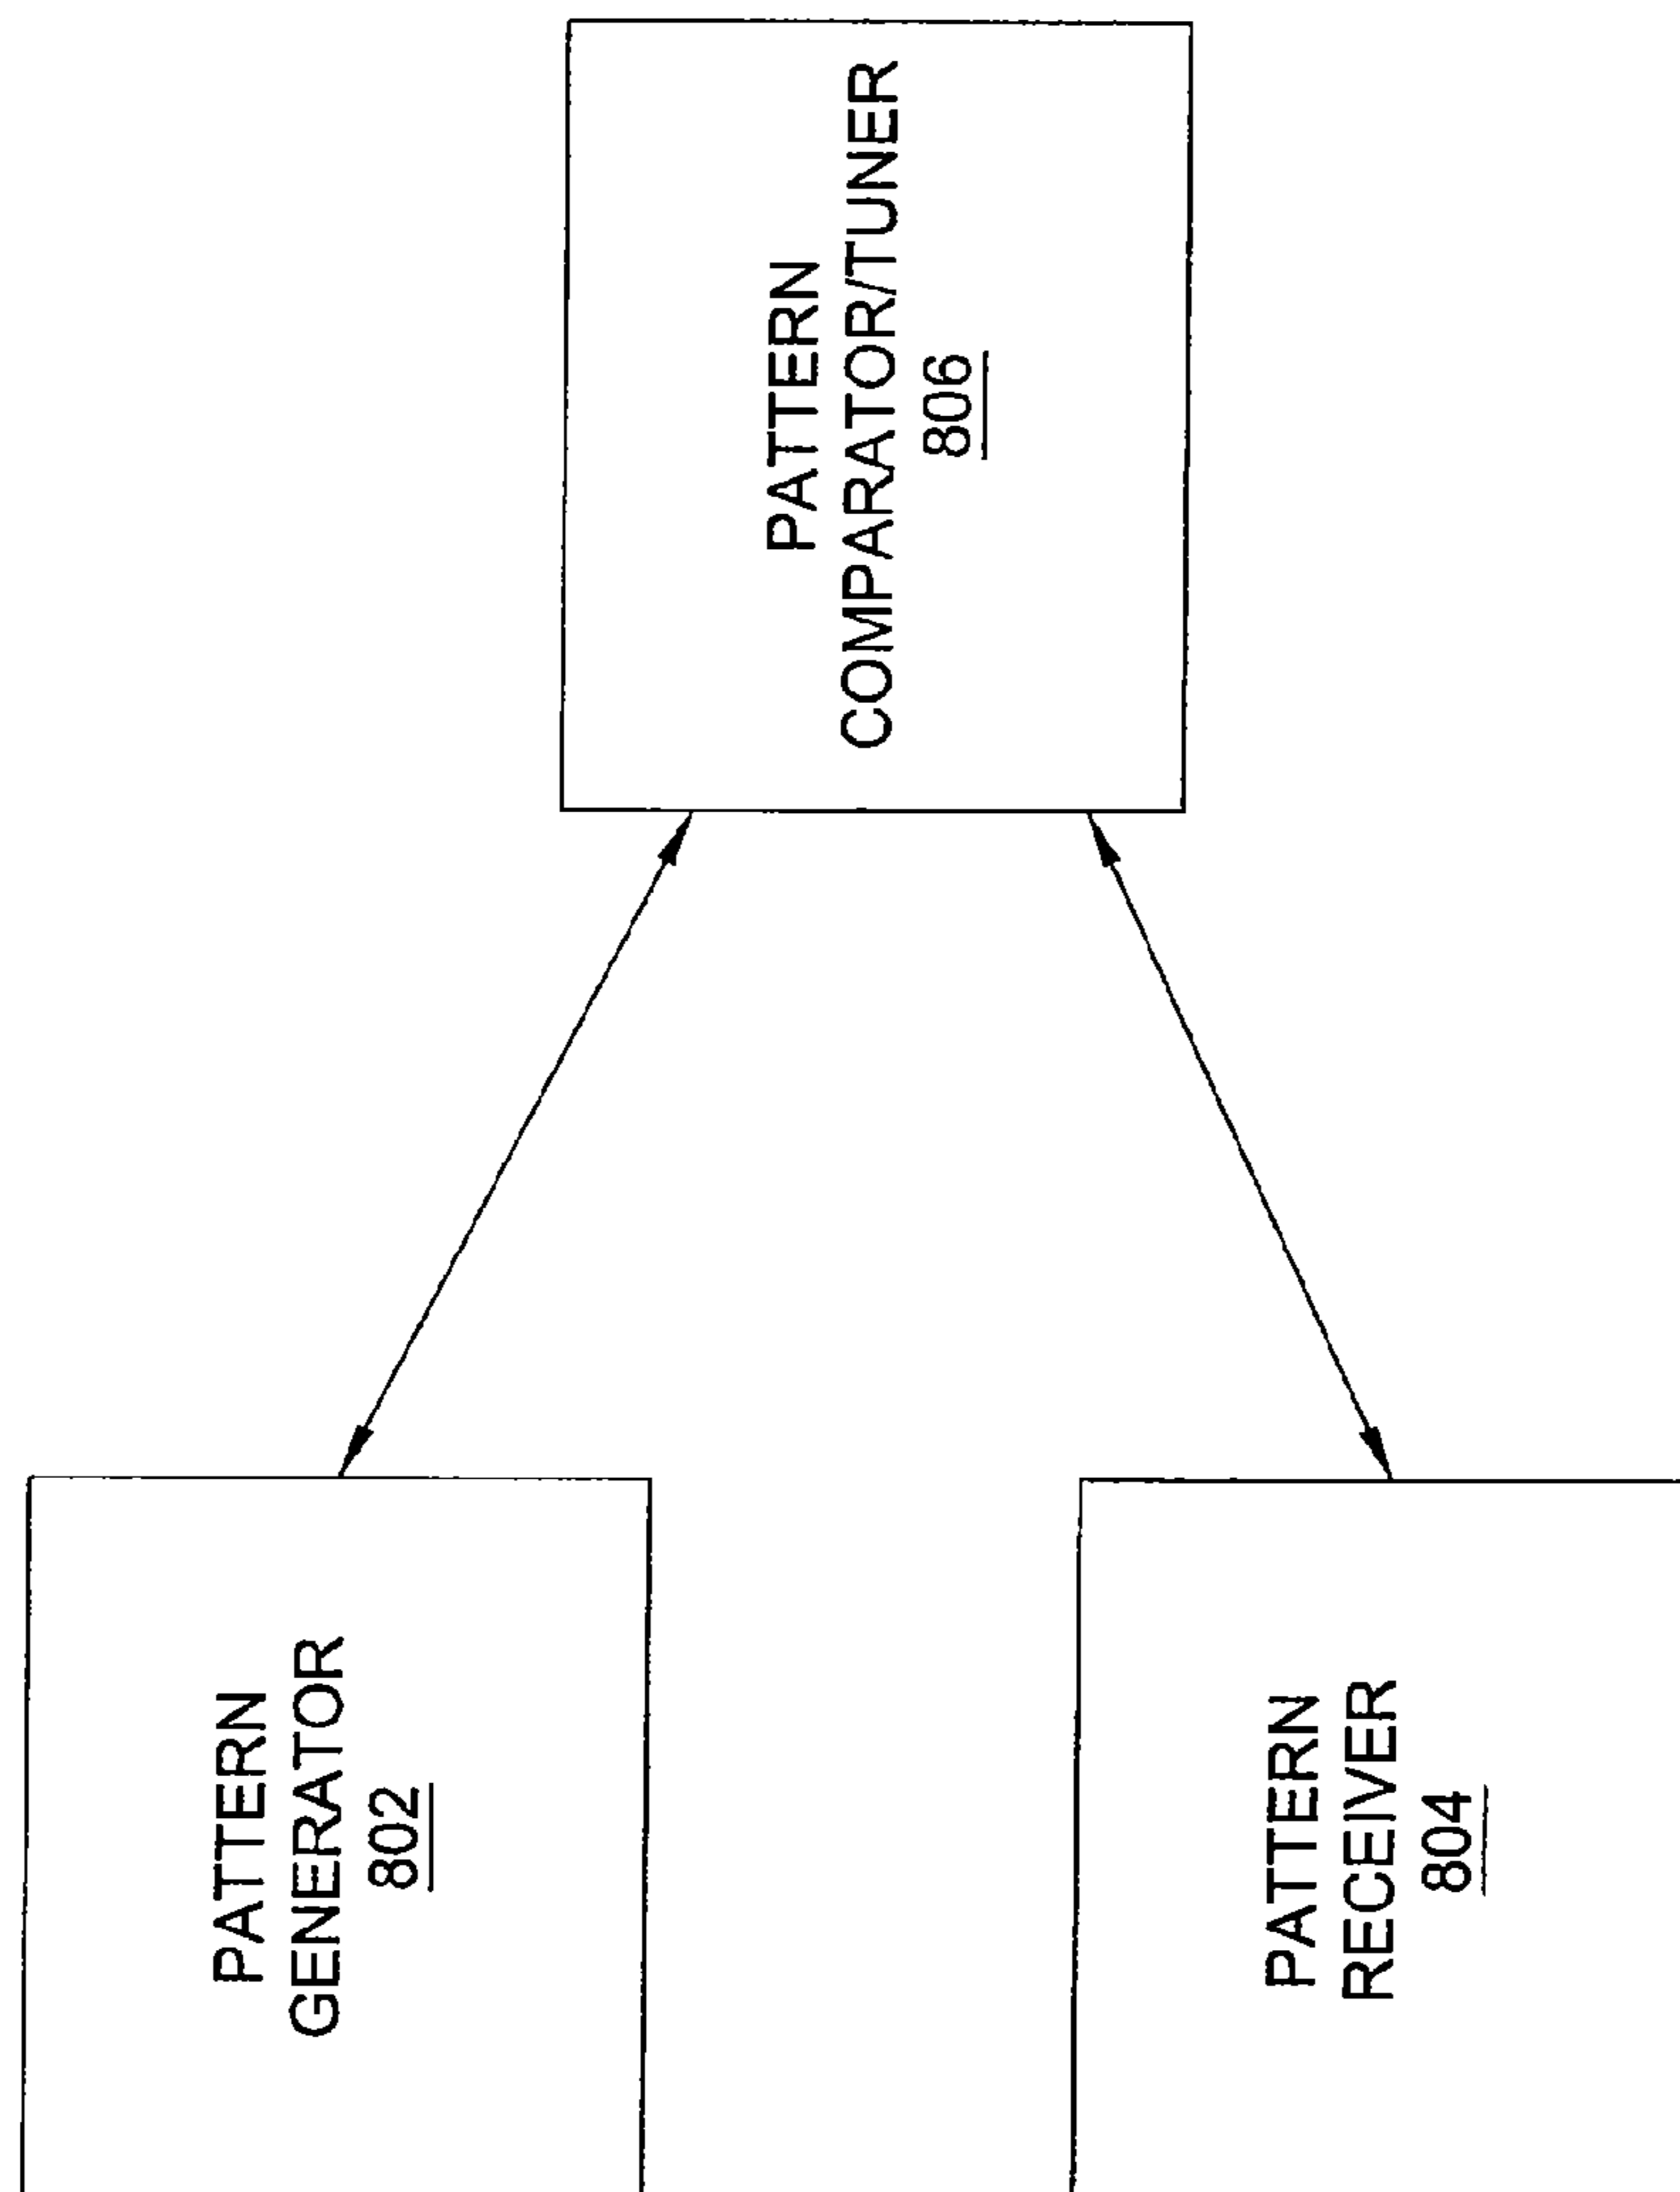 PATTERN
GENERATOR
802
PATTERN
RECEIVER
804
PATTERN
COMPARATOR/TUNER
806